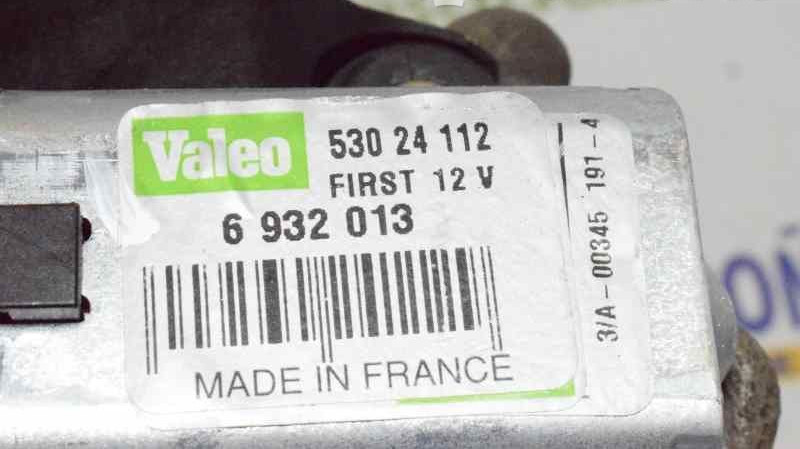 Valeo
530 24 112
FIRST 12 V
6 932 013
MADE IN FRANCE
3/A-00345 191-4